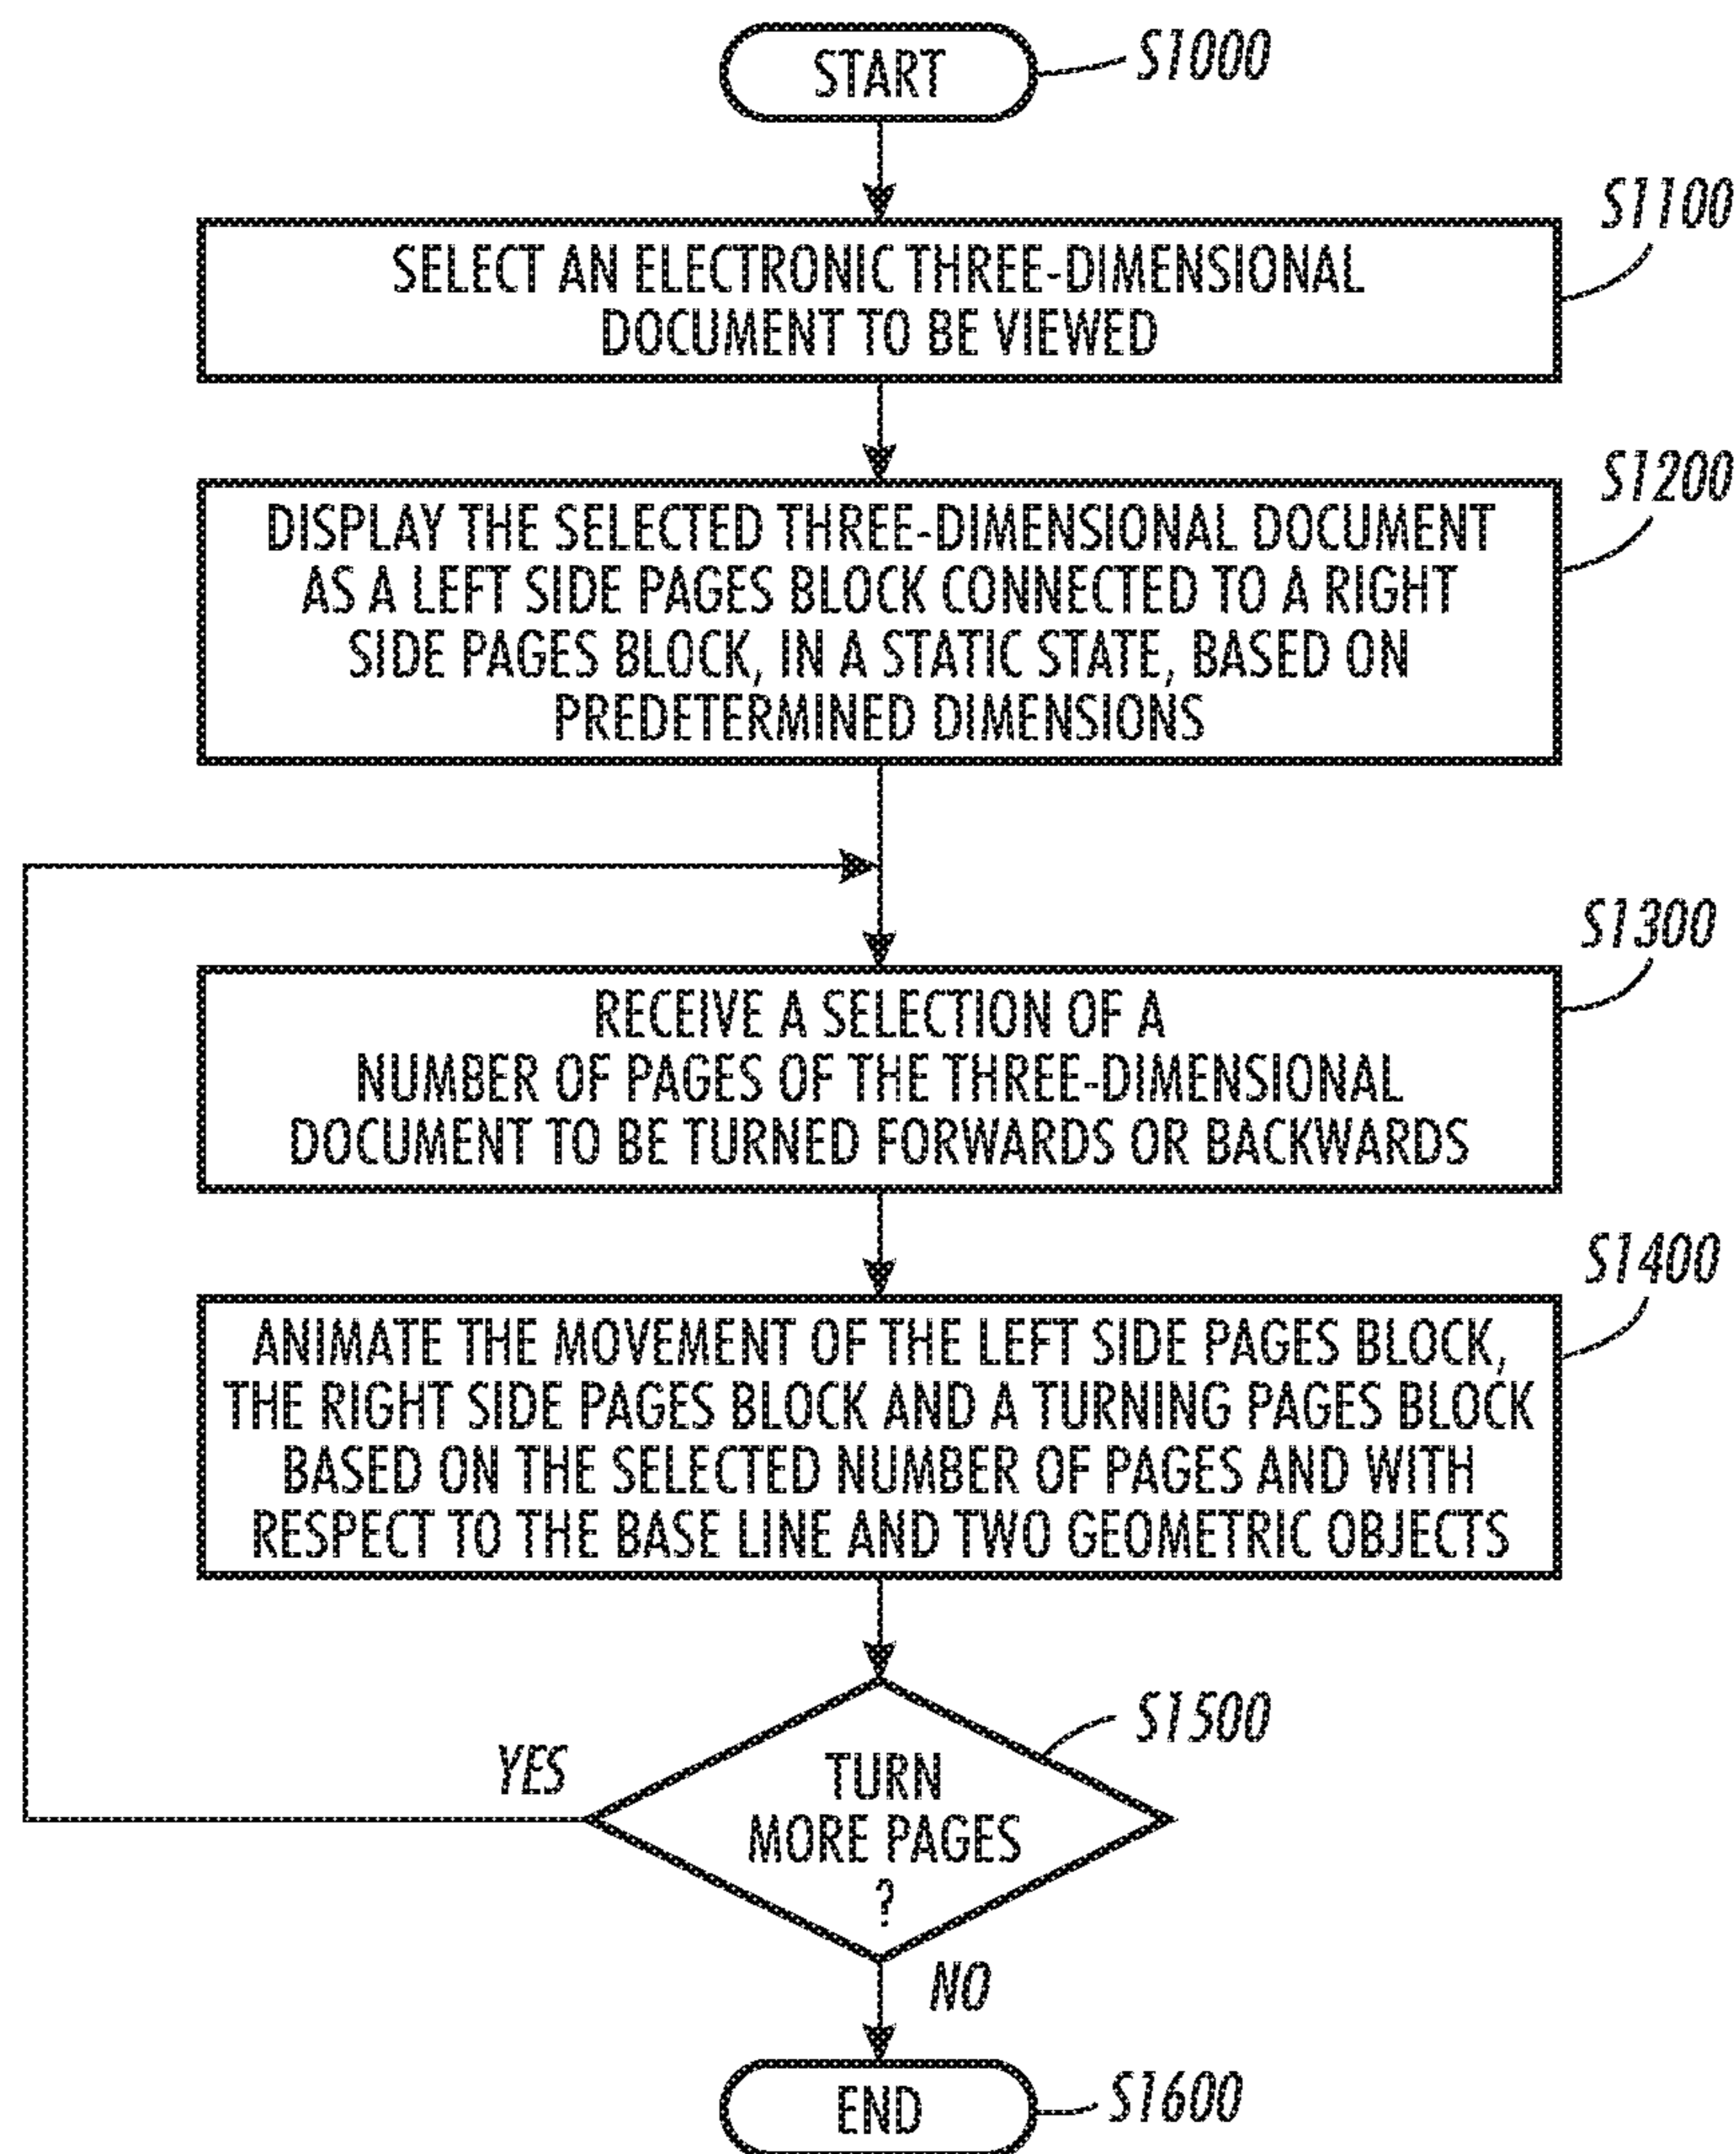 START
S1000
S1100
SELECT AN ELECTRONIC THREE-DIMENSIONAL
DOCUMENT TO BE VIEWED
S1200
DISPLAY THE SELECTED THREE-DIMENSIONAL DOCUMENT
AS A LEFT SIDE PAGES BLOCK CONNECTED TO A RIGHT
SIDE PAGES BLOCK, IN A STATIC STATE, BASED ON
PREDETERMINED DIMENSIONS
S1300
RECEIVE A SELECTION OF A
NUMBER OF PAGES OF THE THREE-DIMENSIONAL
DOCUMENT TO BE TURNED FORWARDS OR BACKWARDS
S1400
ANIMATE THE MOVEMENT OF THE LEFT SIDE PAGES BLOCK,
THE RIGHT SIDE PAGES BLOCK AND A TURNING PAGES BLOCK
BASED ON THE SELECTED NUMBER OF PAGES AND WITH
RESPECT TO THE BASE LINE AND TWO GEOMETRIC OBJECTS
S1500
YES
TURN
MORE PAGES
?
NO
END
S1600